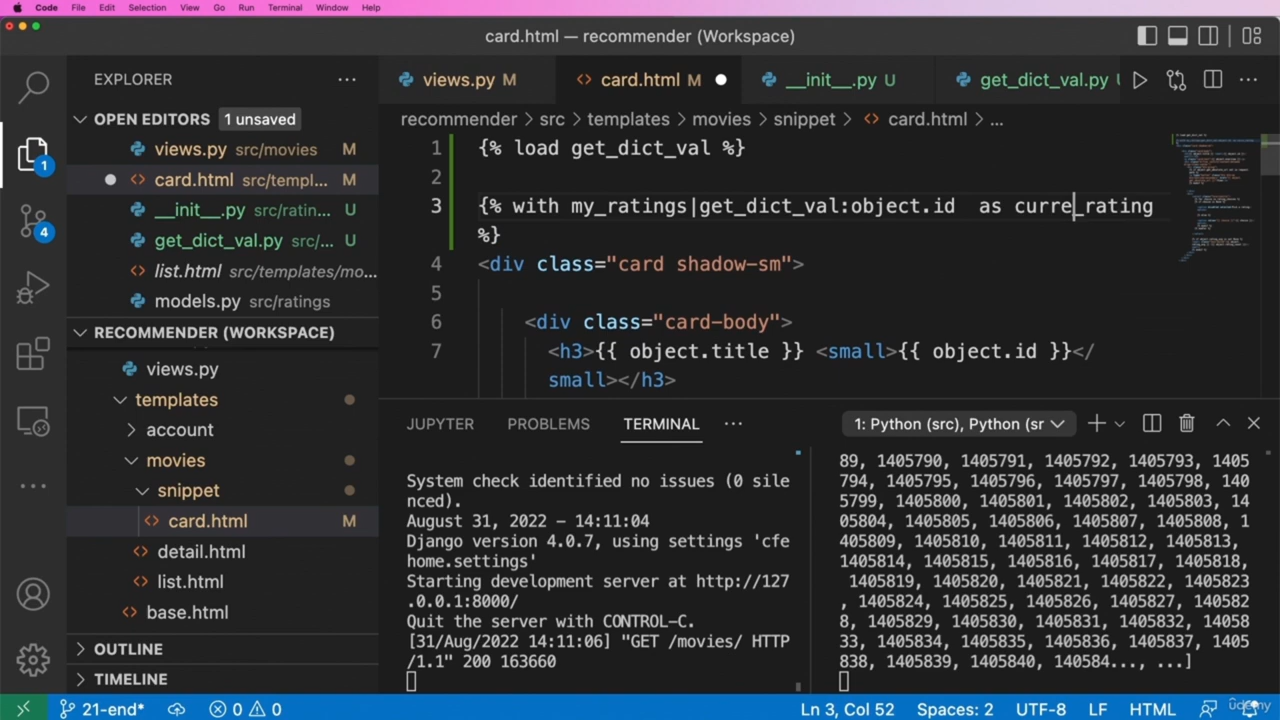 Code File Edit Selection View Go Run Terminal Window Help
card.html — recommender (Workspace)
EXPLORER ...
views.py M card.html M __init__.py U get_dict_val.py U
OPEN EDITORS 1 unsaved
recommender > src > templates > movies > snippet > card.html > ...
views.py src/movies M
card.html src/templ... M
__init__.py src/ratin... U
get_dict_val.py src/... U
list.html src/templates/mo...
models.py src/ratings
1 {% load get_dict_val %}
2
3 {% with my_ratings|get_dict_val:object.id  as curre_rating
%}
4 <div class="card shadow-sm">
5
6 <div class="card-body">
7 <h3>{{ object.title }} <small>{{ object.id }}</
small></h3>
1
4
RECOMMENDER (WORKSPACE)
views.py
templates
account
movies
snippet
card.html M
detail.html
list.html
base.html
OUTLINE
TIMELINE
JUPYTER PROBLEMS TERMINAL ... 1: Python (src), Python (sr
System check identified no issues (0 sile
nced).
August 31, 2022 - 14:11:04
Django version 4.0.7, using settings 'cfe
home.settings'
Starting development server at http://127
.0.0.1:8000/
Quit the server with CONTROL-C.
[31/Aug/2022 14:11:06] "GET /movies/ HTTP
/1.1" 200 163660
89, 1405790, 1405791, 1405792, 1405793, 1405
794, 1405795, 1405796, 1405797, 1405798, 140
5799, 1405800, 1405801, 1405802, 1405803, 14
05804, 1405805, 1405806, 1405807, 1405808, 1
405809, 1405810, 1405811, 1405812, 1405813,
1405814, 1405815, 1405816, 1405817, 1405818,
1405819, 1405820, 1405821, 1405822, 1405823
, 1405824, 1405825, 1405826, 1405827, 140582
8, 1405829, 1405830, 1405831, 1405832, 14058
33, 1405834, 1405835, 1405836, 1405837, 1405
838, 1405839, 1405840, 140584..., ...]
21-end* 0 0 Ln 3, Col 52 Spaces: 2 UTF-8 LF HTML
udemy